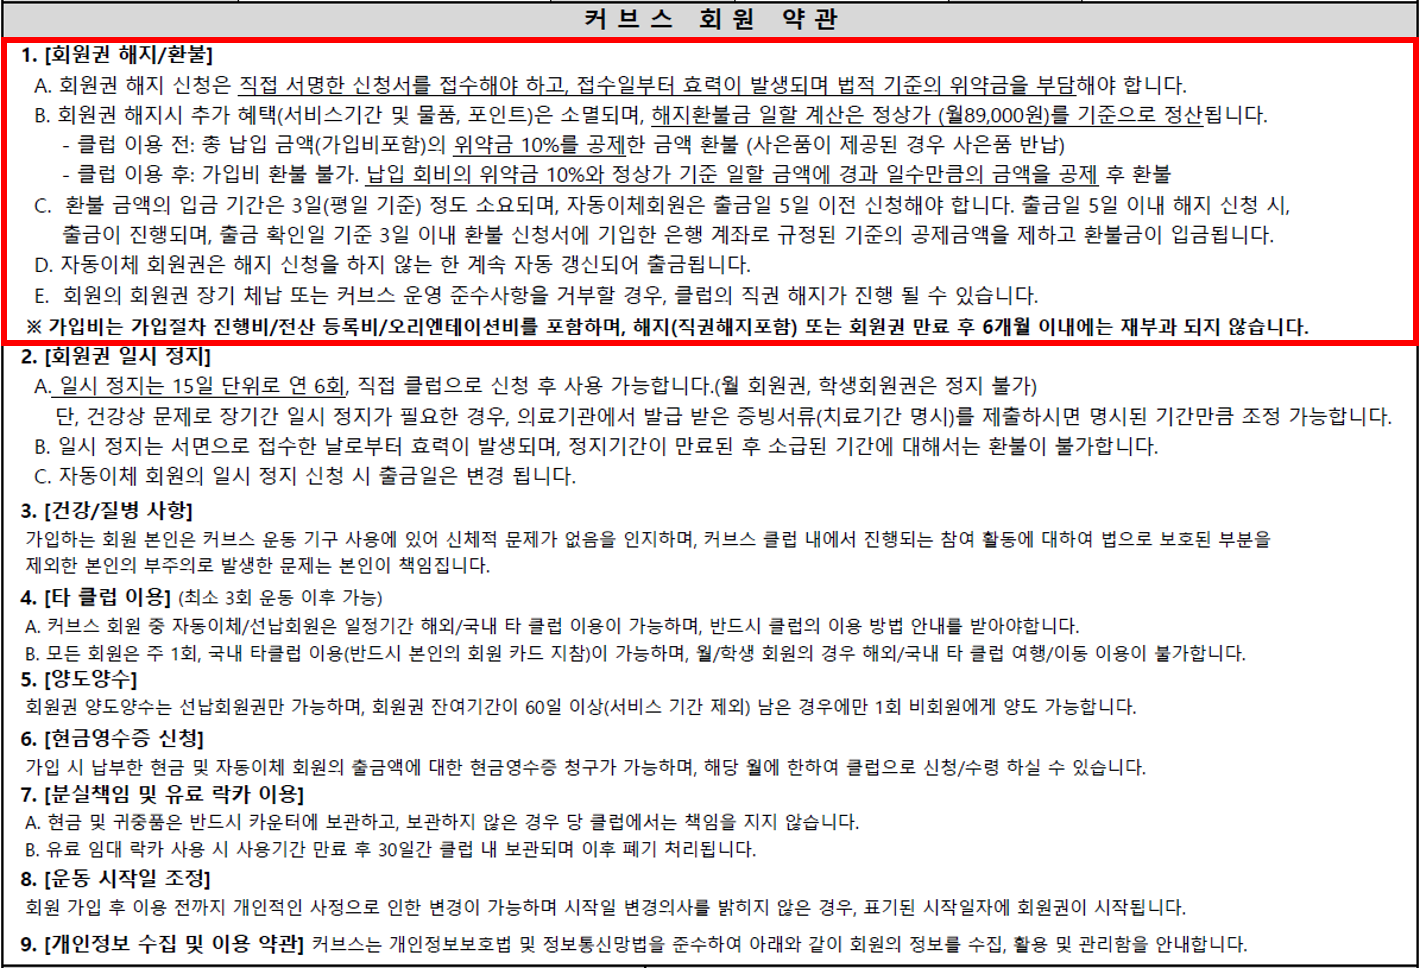 커브스 회원 약관
1. [회원권 해지/환불]
A. 회원권 해지 신청은 직접 서명한 신청서를 접수해야 하고, 접수일부터 효력이 발생되며 법적 기준의 위약금을 부담해야 합니다.
B. 회원권 해지시 추가 혜택(서비스기간 및 물품, 포인트)은 소멸되며, 해지환불금 일할 계산은 정상가 (월89,000원)를 기준으로 정산됩니다.
- 클럽 이용 전: 총 납입 금액(가입비포함)의 위약금 10%를 공제한 금액 환불 (사은품이 제공된 경우 사은품 반납)
- 클럽 이용 후: 가입비 환불 불가. 납입 회비의 위약금 10%와 정상가 기준 일할 금액에 경과 일수만큼의 금액을 공제 후 환불
C. 환불 금액의 입금 기간은 3일(평일 기준) 정도 소요되며, 자동이체회원은 출금일 5일 이전 신청해야 합니다. 출금일 5일 이내 해지 신청 시,
출금이 진행되며, 출금 확인일 기준 3일 이내 환불 신청서에 기입한 은행 계좌로 규정된 기준의 공제금액을 제하고 환불금이 입금됩니다.
D. 자동이체 회원권은 해지 신청을 하지 않는 한 계속 자동 갱신되어 출금됩니다.
E. 회원의 회원권 장기 체납 또는 커브스 운영 준수사항을 거부할 경우, 클럽의 직권 해지가 진행 될 수 있습니다.
※ 가입비는 가입절차 진행비/전산 등록비/오리엔테이션비를 포함하며, 해지(직권해지포함) 또는 회원권 만료 후 6개월 이내에는 재부과 되지 않습니다.
2. [회원권 일시 정지]
A. 일시 정지는 15일 단위로 연 6회, 직접 클럽으로 신청 후 사용 가능합니다.(월 회원권, 학생회원권은 정지 불가)
단, 건강상 문제로 장기간 일시 정지가 필요한 경우, 의료기관에서 발급 받은 증빙서류(치료기간 명시)를 제출하시면 명시된 기간만큼 조정 가능합니다.
B. 일시 정지는 서면으로 접수한 날로부터 효력이 발생되며, 정지기간이 만료된 후 소급된 기간에 대해서는 환불이 불가합니다.
C. 자동이체 회원의 일시 정지 신청 시 출금일은 변경 됩니다.
3. [건강/질병 사항]
가입하는 회원 본인은 커브스 운동 기구 사용에 있어 신체적 문제가 없음을 인지하며, 커브스 클럽 내에서 진행되는 참여 활동에 대하여 법으로 보호된 부분을
제외한 본인의 부주의로 발생한 문제는 본인이 책임집니다.
4. [타 클럽 이용] (최소 3회 운동 이후 가능)
A. 커브스 회원 중 자동이체/선납회원은 일정기간 해외/국내 타 클럽 이용이 가능하며, 반드시 클럽의 이용 방법 안내를 받아야합니다.
B. 모든 회원은 주 1회, 국내 타클럽 이용(반드시 본인의 회원 카드 지참)이 가능하며, 월/학생 회원의 경우 해외/국내 타 클럽 여행/이동 이용이 불가합니다.
5. [양도양수]
회원권 양도양수는 선납회원권만 가능하며, 회원권 잔여기간이 60일 이상(서비스 기간 제외) 남은 경우에만 1회 비회원에게 양도 가능합니다.
6. [현금영수증 신청]
가입 시 납부한 현금 및 자동이체 회원의 출금액에 대한 현금영수증 청구가 가능하며, 해당 월에 한하여 클럽으로 신청/수령 하실 수 있습니다.
7. [분실책임 및 유료 락카 이용]
A. 현금 및 귀중품은 반드시 카운터에 보관하고, 보관하지 않은 경우 당 클럽에서는 책임을 지지 않습니다.
B. 유료 임대 락카 사용 시 사용기간 만료 후 30일간 클럽 내 보관되며 이후 폐기 처리됩니다.
8. [운동 시작일 조정]
회원 가입 후 이용 전까지 개인적인 사정으로 인한 변경이 가능하며 시작일 변경의사를 밝히지 않은 경우, 표기된 시작일자에 회원권이 시작됩니다.
9. [개인정보 수집 및 이용 약관] 커브스는 개인정보보호법 및 정보통신망법을 준수하여 아래와 같이 회원의 정보를 수집, 활용 및 관리함을 안내합니다.